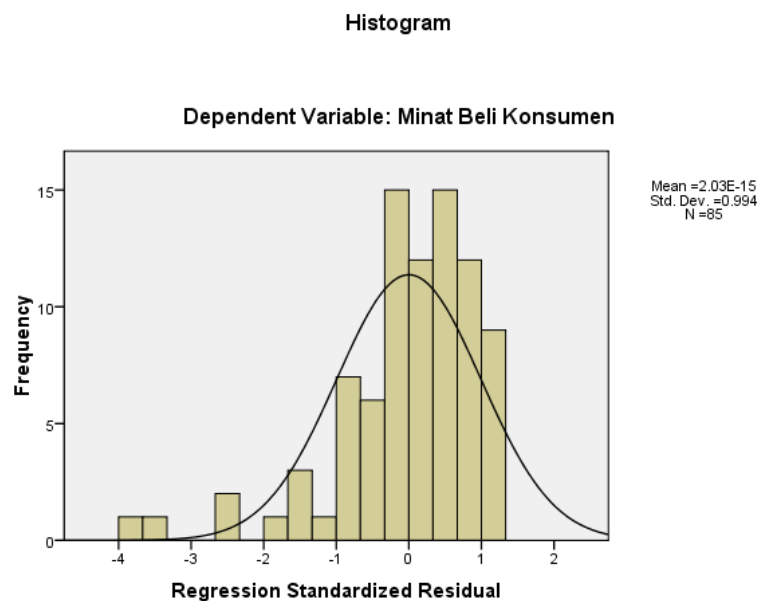 Histogram
Dependent Variable: Minat Beli Konsumen
Mean =2.03E-15
Std. Dev. =0.994
N =85
Frequency
15
10
5
0
-4 -3 -2 -1 0 1 2
Regression Standardized Residual